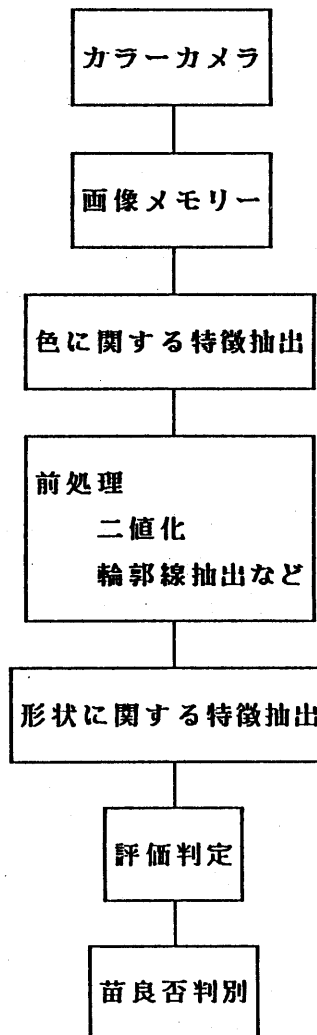 カラーカメラ
画像メモリー
色に関する特徴抽出
前処理
二値化
輪郭線抽出など
形状に関する特徴抽出
評価判定
苗良否判別